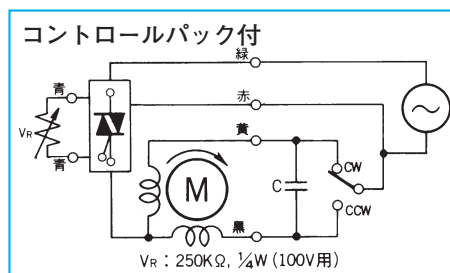 コントロールパック付
緑
青
赤
VR
黄
青
M
C
CW
CCW
黒
VR : 250KΩ, 1/4W (100V用)